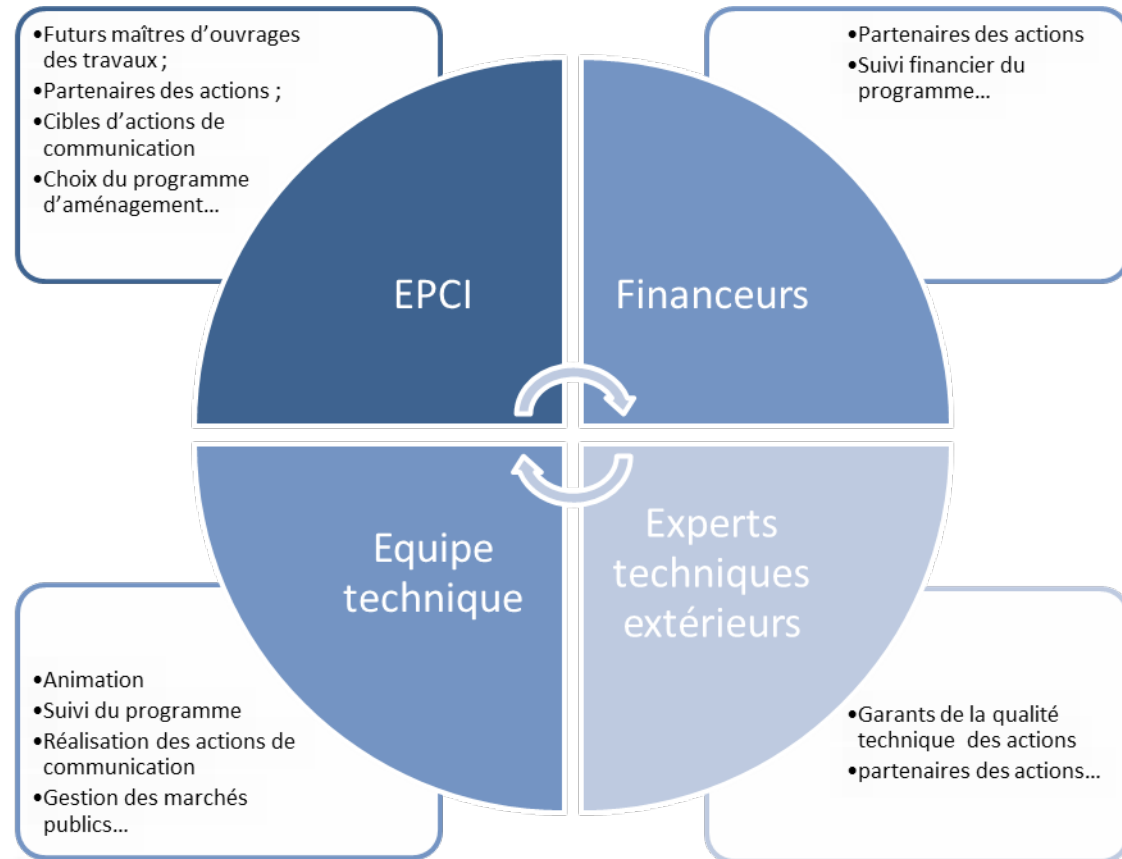 •Futurs maîtres d’ouvrages
des travaux ;
•Partenaires des actions ;
•Cibles d’actions de
communication
•Choix du programme
d’aménagement…
•Partenaires des actions
•Suivi financier du
programme…
EPCI
Financeurs
Equipe
technique
Experts
techniques
extérieurs
•Animation
•Suivi du programme
•Réalisation des actions de
communication
•Gestion des marchés
publics…
•Garants de la qualité
technique des actions
•partenaires des actions…